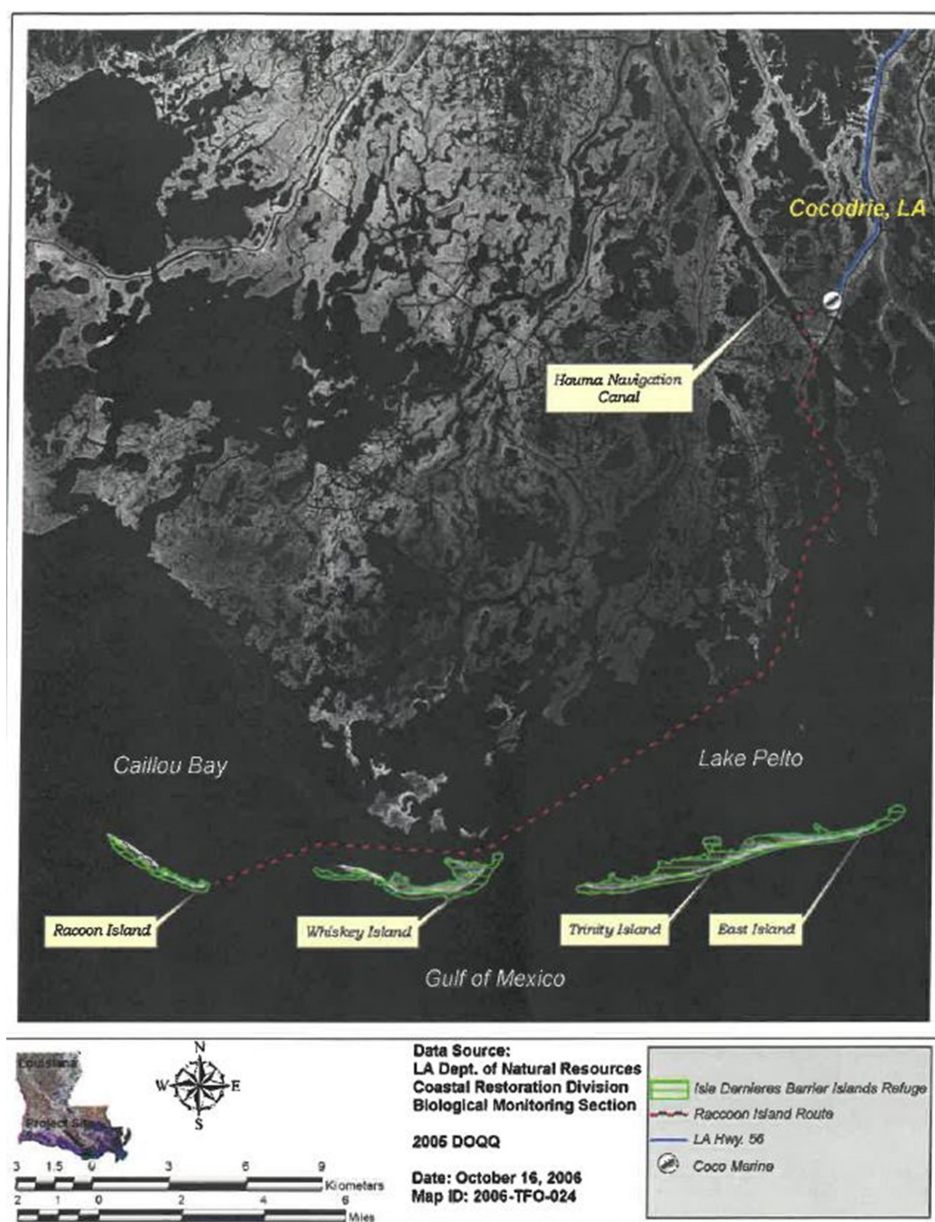 Cocodrie, LA
Houma Navigation
Canal
Caillou Bay
Lake Pelto
Racoon Island
Whiskey Island
Trinity Island
East Island
Gulf of Mexico
Louisiana
Project Site
N
W
E
S
3 1.5 0 3 6 9
Kilometers
2 1 0 2 4 6
Miles
Data Source:
LA Dept. of Natural Resources
Coastal Restoration Division
Biological Monitoring Section
2005 DOQQ
Date: October 16, 2006
Map ID: 2006-TFO-024
Isle Dernieres Barrier Islands Refuge
Raccoon Island Route
LA Hwy. 56
Coco Marine